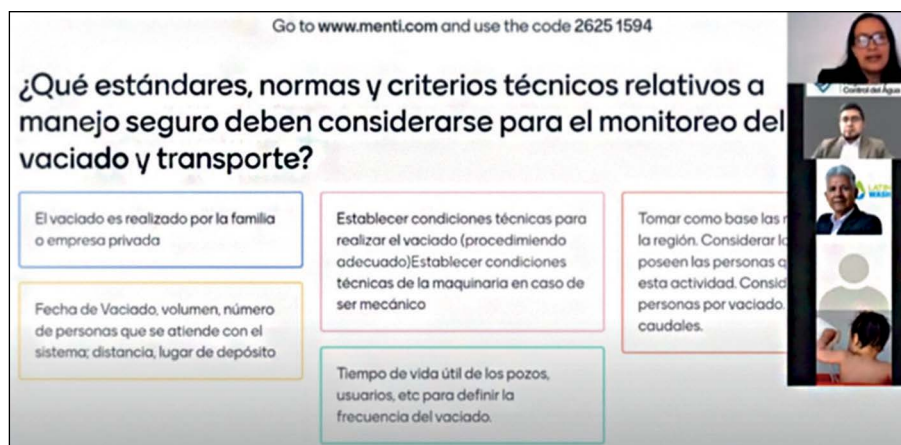 Go to www.menti.com and use the code 2625 1594
¿Qué estándares, normas y criterios técnicos relativos a
manejo seguro deben considerarse para el monitoreo del
vaciado y transporte?
El vaciado es realizado por la familia
o empresa privada
Fecha de Vaciado, volumen, número
de personas que se atiende con el
sistema; distancia, lugar de depósito
Establecer condiciones técnicas para
realizar el vaciado (procedimiendo
adecuado)Establecer condiciones
técnicas de la maquinaria en caso de
ser mecánico
Tiempo de vida útil de los pozos,
usuarios, etc para definir la
frecuencia del vaciado.
Tomar como base las
la región. Considerar
poseen las personas
esta actividad.
personas por vaciado.
caudales.
Control del Agua
LATIN
WASH